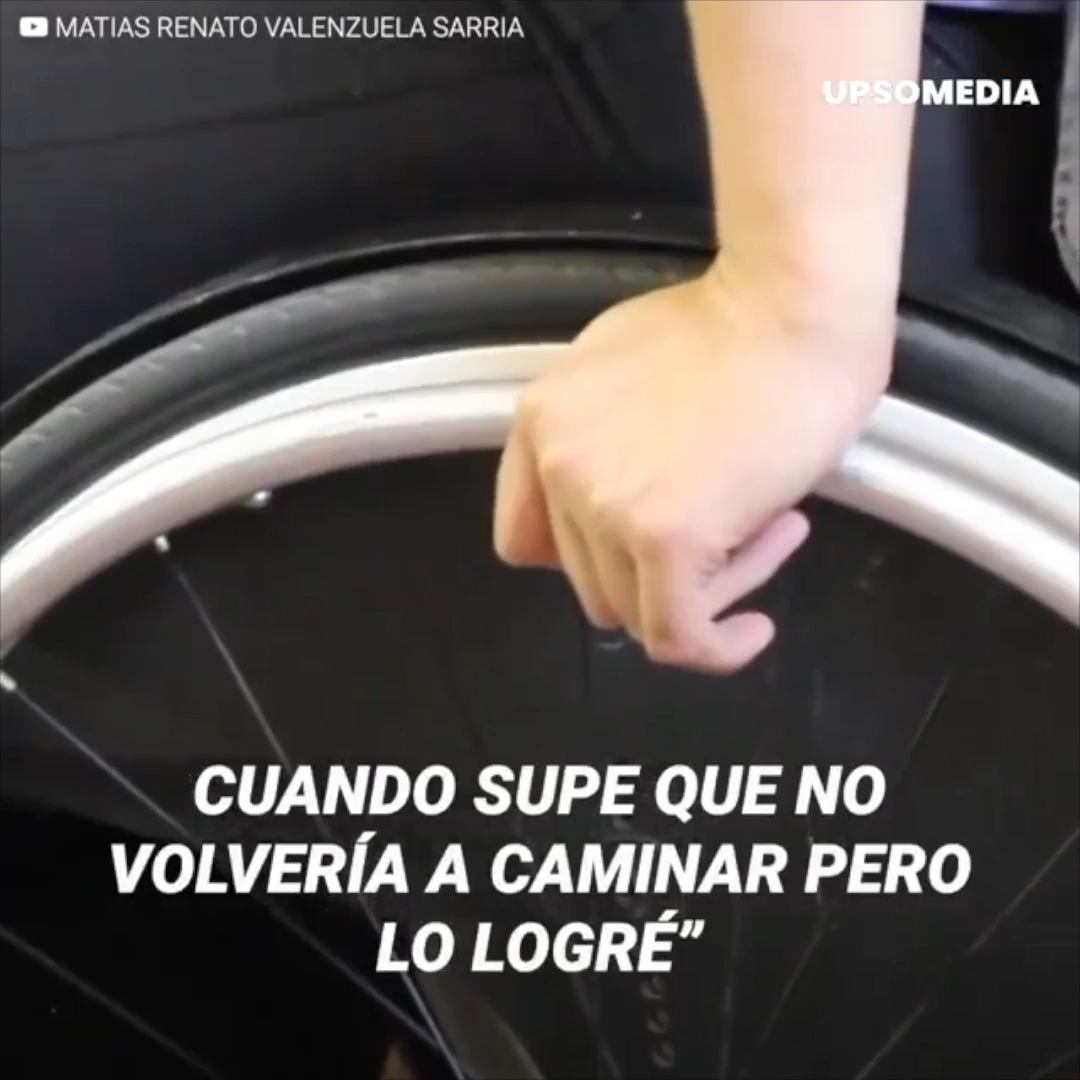 MATIAS RENATO VALENZUELA SARRIA
UPSOMEDIA
CUANDO SUPE QUE NO
VOLVERÍA A CAMINAR PERO
LO LOGRÉ”